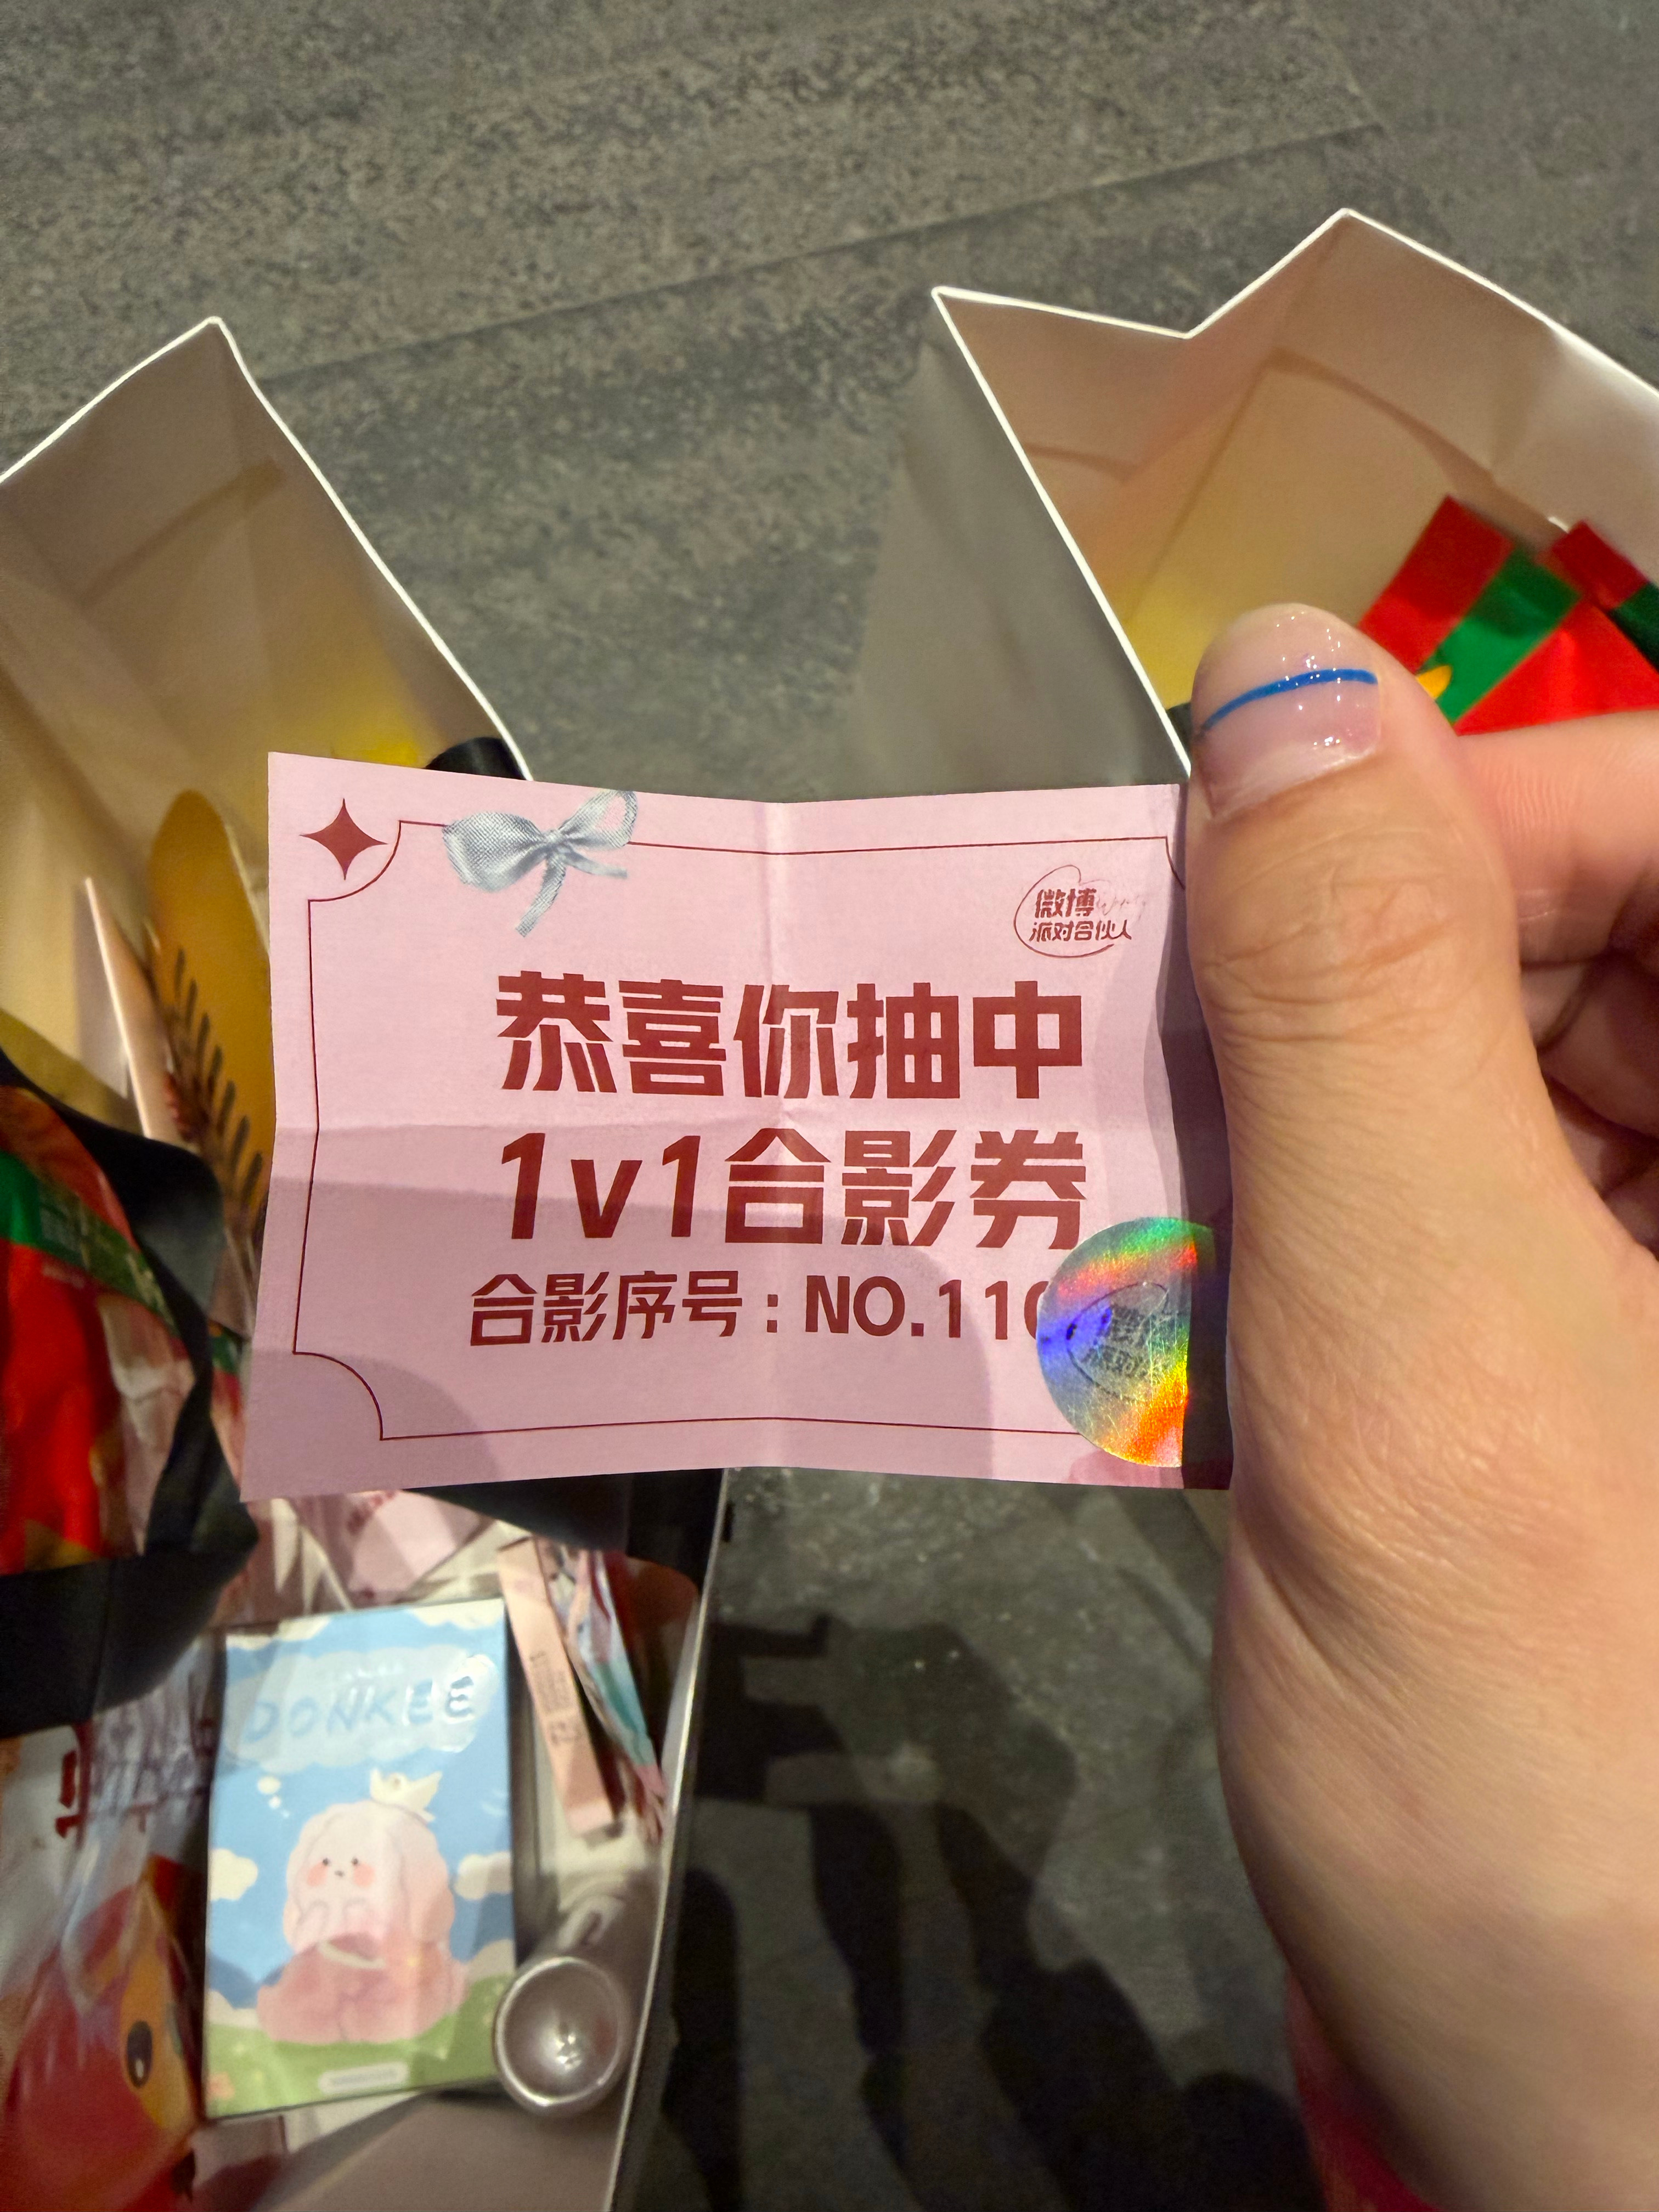 微博
派对合伙人
恭喜你抽中
1v1合影券
合影序号：NO.110
DONKEE